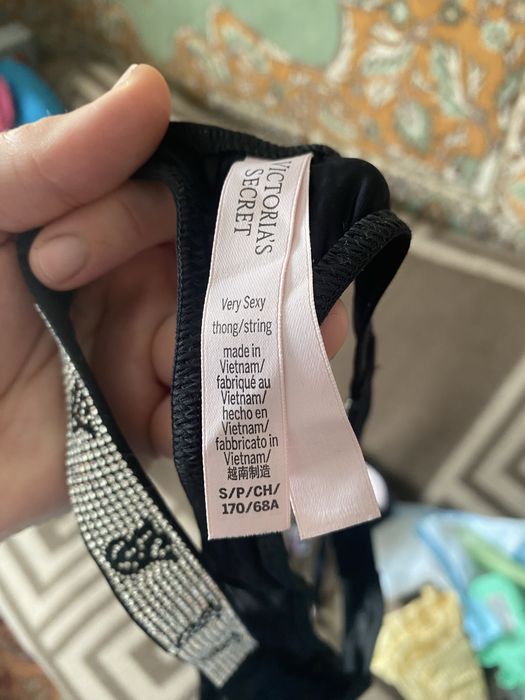 VICTORIA'S
SECRET
Very Sexy
thong/string
made in
Vietnam/
fabriqué au
Vietnam/
hecho en
Vietnam/
fabbricato in
Vietnam/
越南制造
S/P/CH/
170/68A